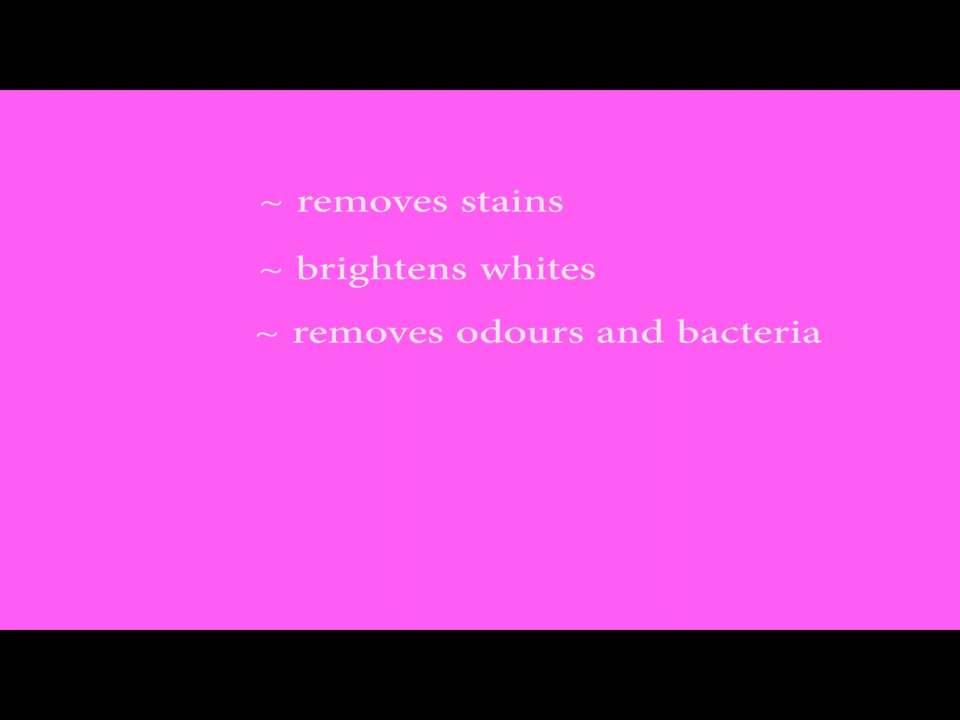 ~ removes stains
~ brightens whites
~ removes odours and bacteria